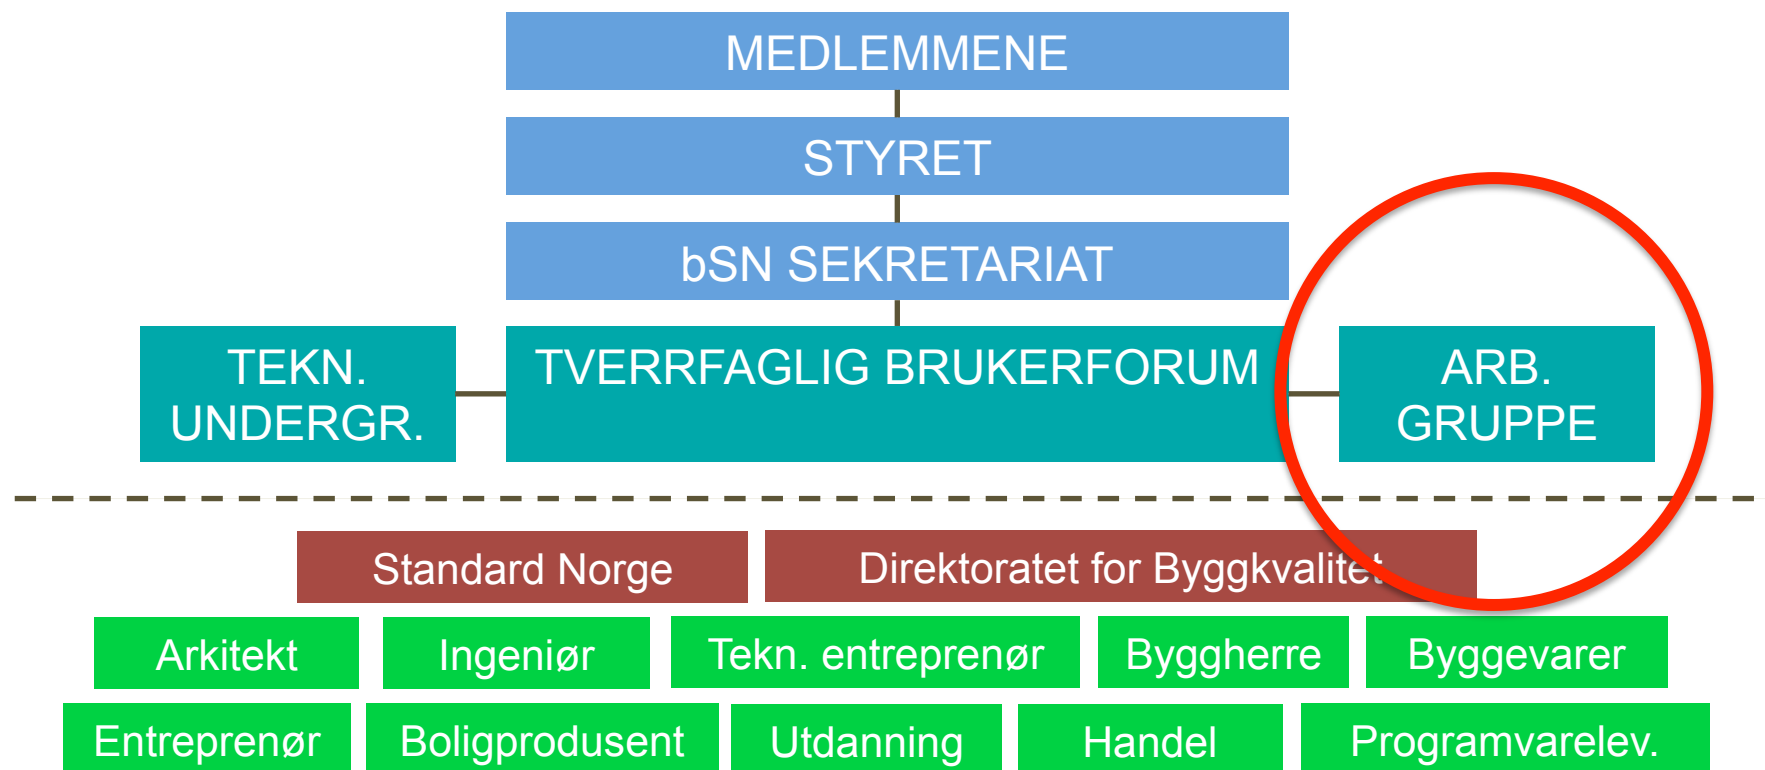 MEDLEMMENE
STYRET
bSN SEKRETARIAT
TEKN.
UNDERGR.
TVERRFAGLIG BRUKERFORUM
ARB.
GRUPPE
Standard Norge
Direktoratet for Byggkvalitet
Arkitekt
Ingeniør
Tekn. entreprenør
Byggherre
Byggevarer
Entreprenør
Boligprodusent
Utdanning
Handel
Programvarelev.